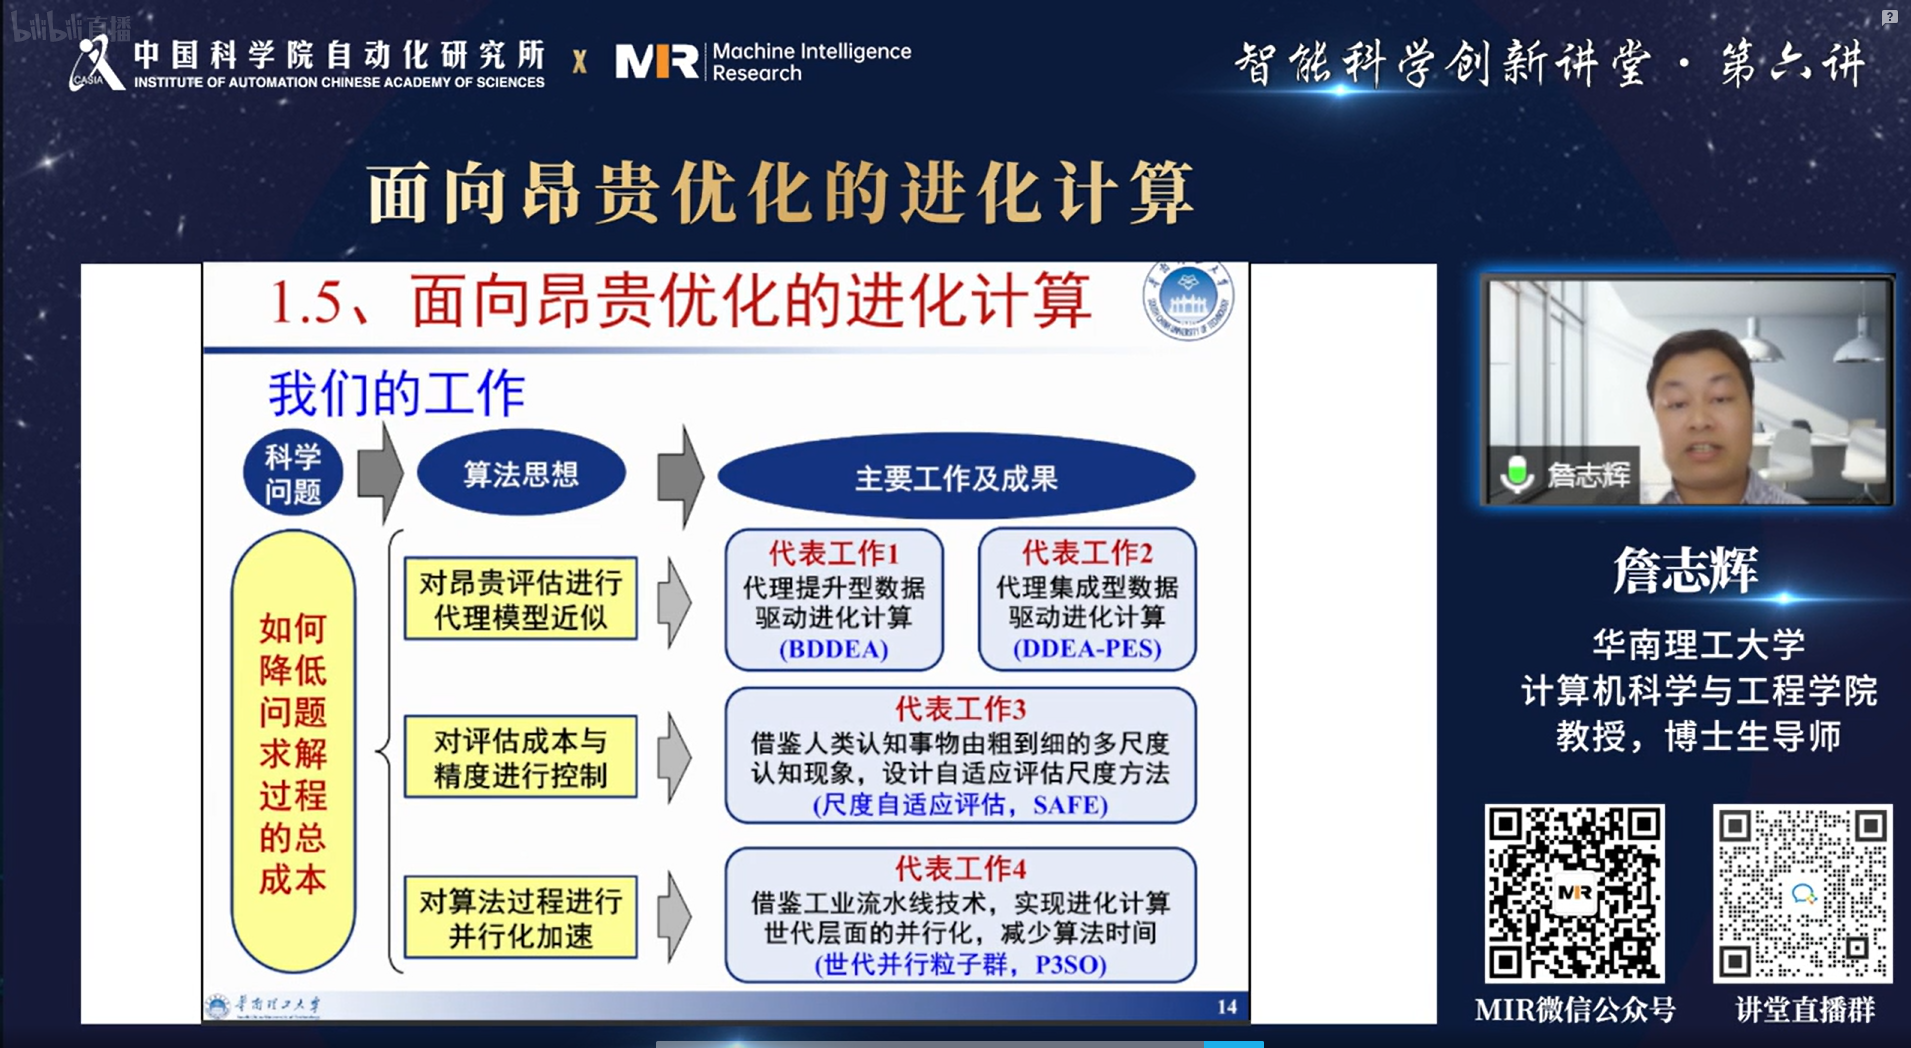 bilibili直播
中国科学院自动化研究所
INSTITUTE OF AUTOMATION CHINESE ACADEMY OF SCIENCES
CASIA
X
MIR
Machine Intelligence
Research
智能科学创新讲堂·第六讲
面向昂贵优化的进化计算
1.5、面向昂贵优化的进化计算
我们的工作
科学
问题
算法思想
主要工作及成果
如何
降低
问题
求解
过程
的总
成本
对昂贵评估进行
代理模型近似
代表工作1
代理提升型数据
驱动进化计算
(BDDEA)
代表工作2
代理集成型数据
驱动进化计算
(DDEA-PES)
对评估成本与
精度进行控制
代表工作3
借鉴人类认知事物由粗到细的多尺度
认知现象，设计自适应评估尺度方法
(尺度自适应评估，SAFE)
对算法过程进行
并行化加速
代表工作4
借鉴工业流水线技术，实现进化计算
世代层面的并行化，减少算法时间
(世代并行粒子群，P3SO)
华南理工大学
14
詹志辉
詹志辉
华南理工大学
计算机科学与工程学院
教授，博士生导师
MIR
MIR微信公众号
讲堂直播群